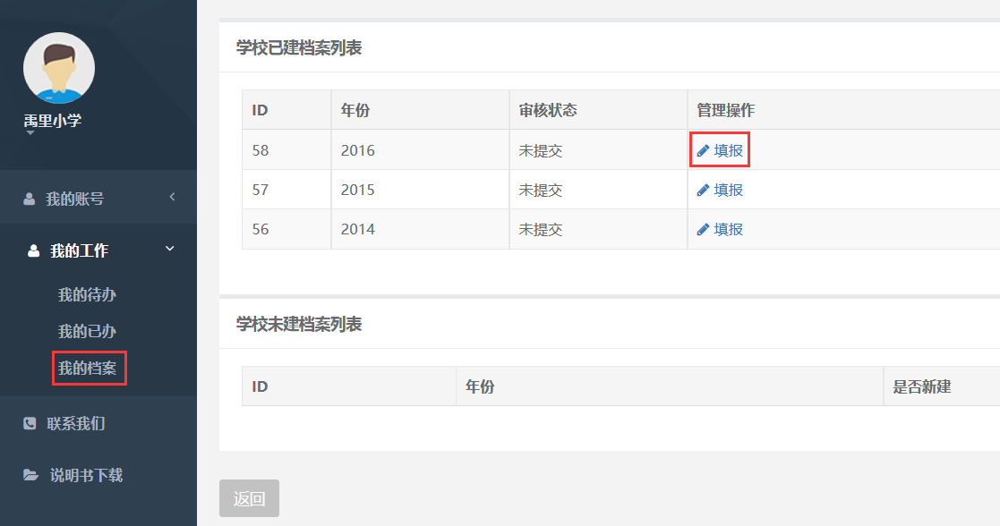 禹里小学
我的账号
我的工作
我的待办
我的已办
我的档案
联系我们
说明书下载
学校已建档案列表
ID 年份 审核状态 管理操作
58 2016 未提交 填报
57 2015 未提交 填报
56 2014 未提交 填报
学校未建档案列表
ID 年份 是否新建
返回